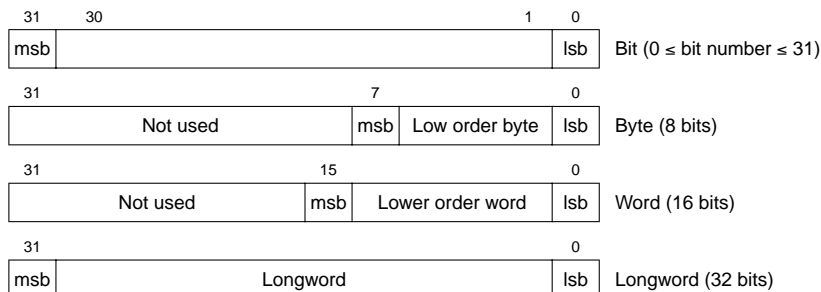 31 30 1 0
msb lsb Bit (0 ≤ bit number ≤ 31)
31 7 0
Not used msb Low order byte lsb Byte (8 bits)
31 15 0
Not used msb Lower order word lsb Word (16 bits)
31 0
msb Longword lsb Longword (32 bits)